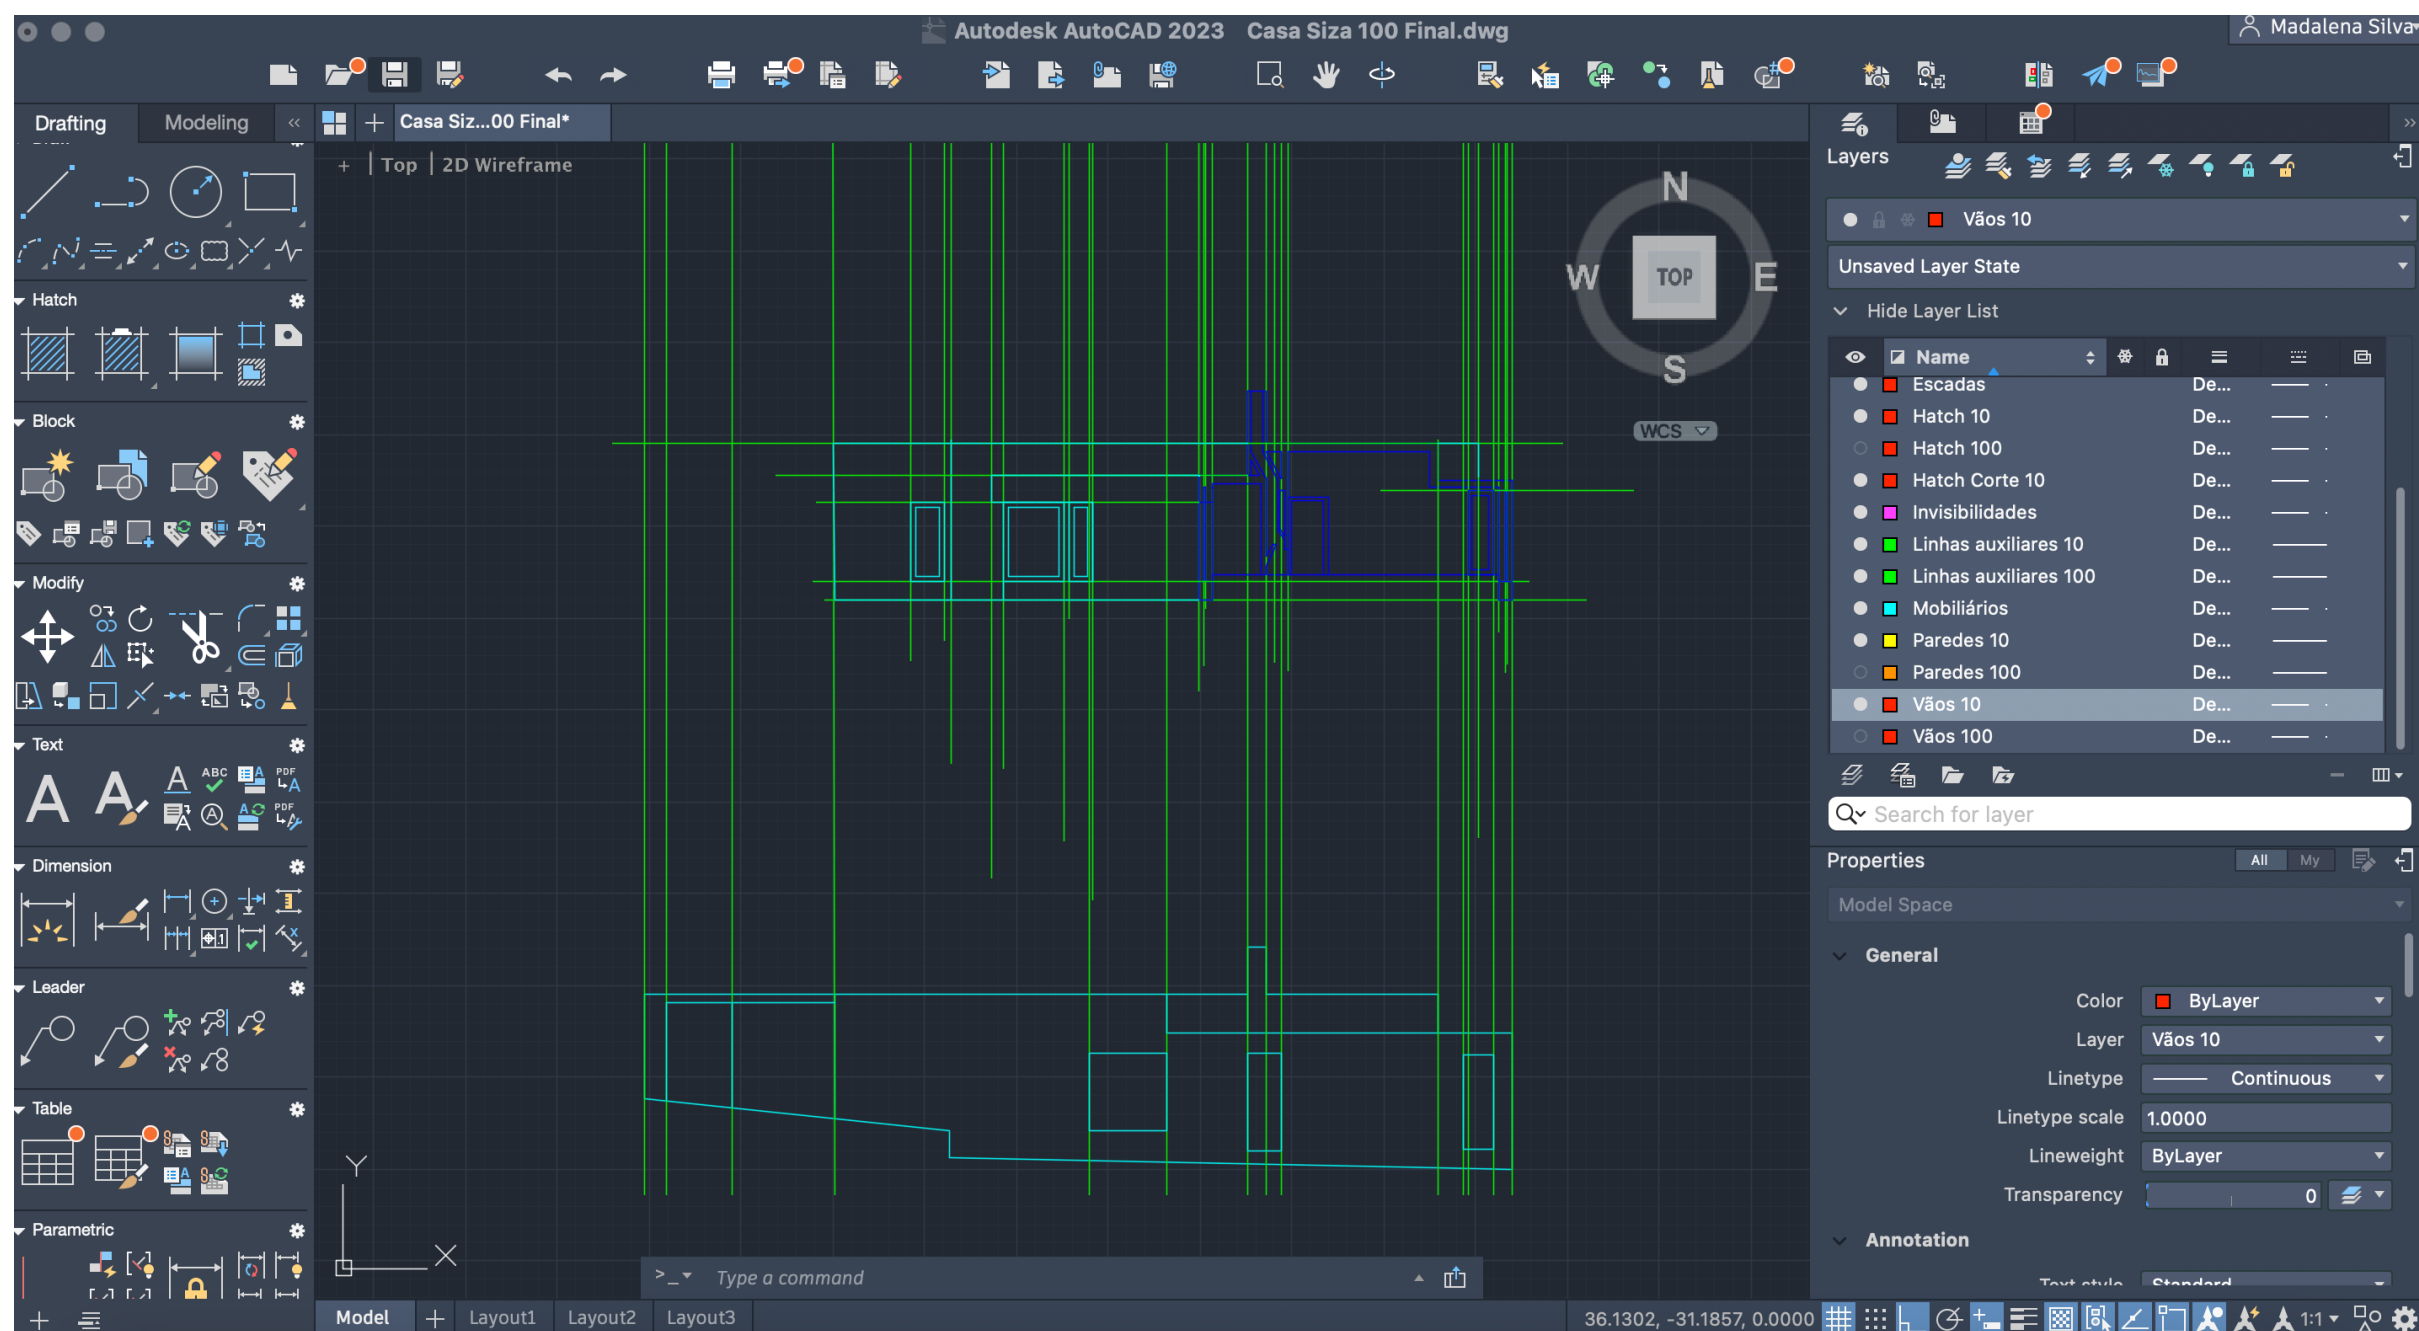 Autodesk AutoCAD 2023 Casa Siza 100 Final.dwg
Madalena Silva
Drafting
Modeling
Casa Siz...00 Final*
+ | Top | 2D Wireframe
Hatch
Block
Modify
Text
ABC
PDF
PDF
Dimension
Leader
Table
Parametric
N
W
TOP
E
S
WCS
Y
X
>_ Type a command
Model
Layout1
Layout2
Layout3
36.1302, -31.1857, 0.0000
1:1
Layers
Vãos 10
Unsaved Layer State
Hide Layer List
Name
Escadas De...
Hatch 10 De...
Hatch 100 De...
Hatch Corte 10 De...
Invisibilidades De...
Linhas auxiliares 10 De...
Linhas auxiliares 100 De...
Mobiliários De...
Paredes 10 De...
Paredes 100 De...
Vãos 10 De...
Vãos 100 De...
Search for layer
Properties
All My
Model Space
General
Color ByLayer
Layer Vãos 10
Linetype Continuous
Linetype scale 1.0000
Lineweight ByLayer
Transparency 0
Annotation
Text style Standard